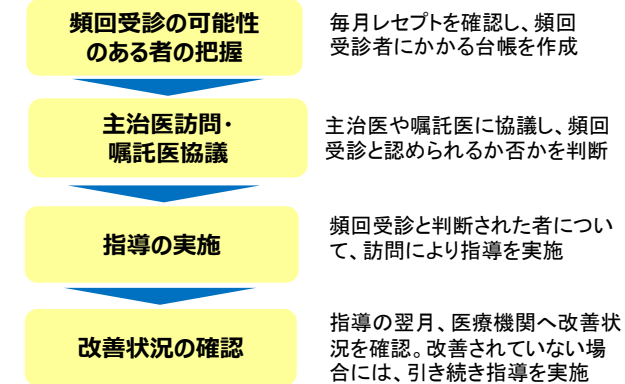 頻回受診の可能性
のある者の把握
毎月レセプトを確認し、頻回
受診者にかかる台帳を作成
主治医訪問・
嘱託医協議
主治医や嘱託医に協議し、頻回
受診と認められるか否かを判断
指導の実施
頻回受診と判断された者につい
て、訪問により指導を実施
改善状況の確認
指導の翌月、医療機関へ改善状
況を確認。改善されていない場
合には、引き続き指導を実施